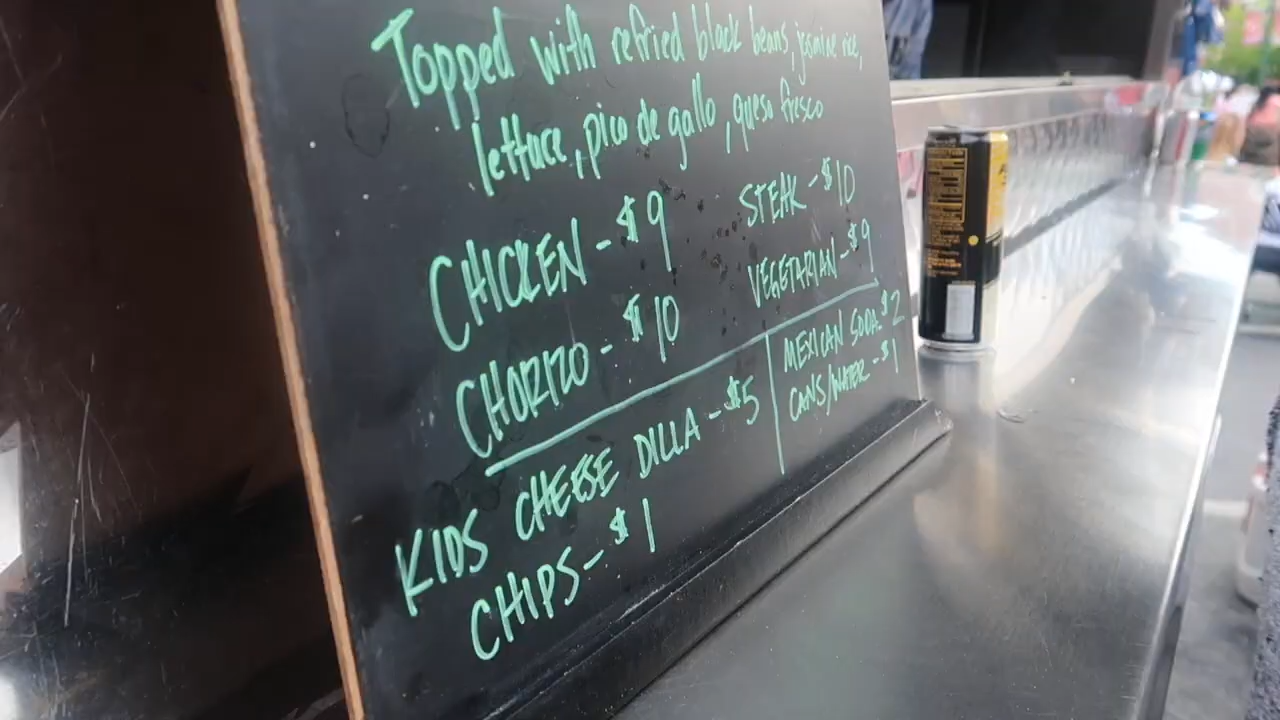 Topped with refried black beans, jasmine rice,
lettuce, pico de gallo, queso fresco
CHICKEN - $9
STEAK - $10
CHORIZO - $10
VEGETARIAN - $9
KIDS CHEESE DILLA - $5
CHIPS - $1
MEXICAN SODA - $2
CANS/WATER - $1